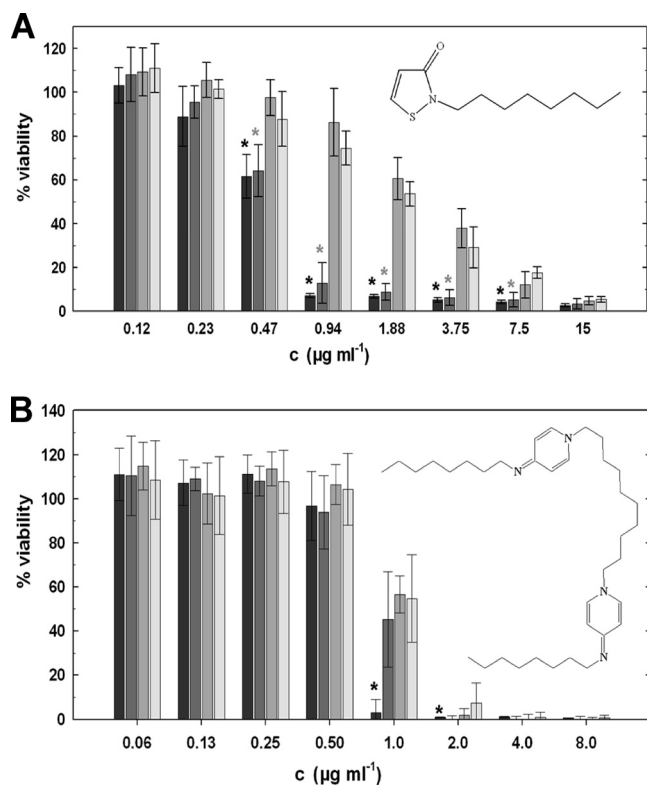 A
120
100
80
60
40
20
0
% viability
O
N
S
* * * * * * * * * *
0.12 0.23 0.47 0.94 1.88 3.75 7.5 15
c (µg ml⁻¹)
B
140
120
100
80
60
40
20
0
% viability
N
N
N
N
* *
0.06 0.13 0.25 0.50 1.0 2.0 4.0 8.0
c (µg ml⁻¹)